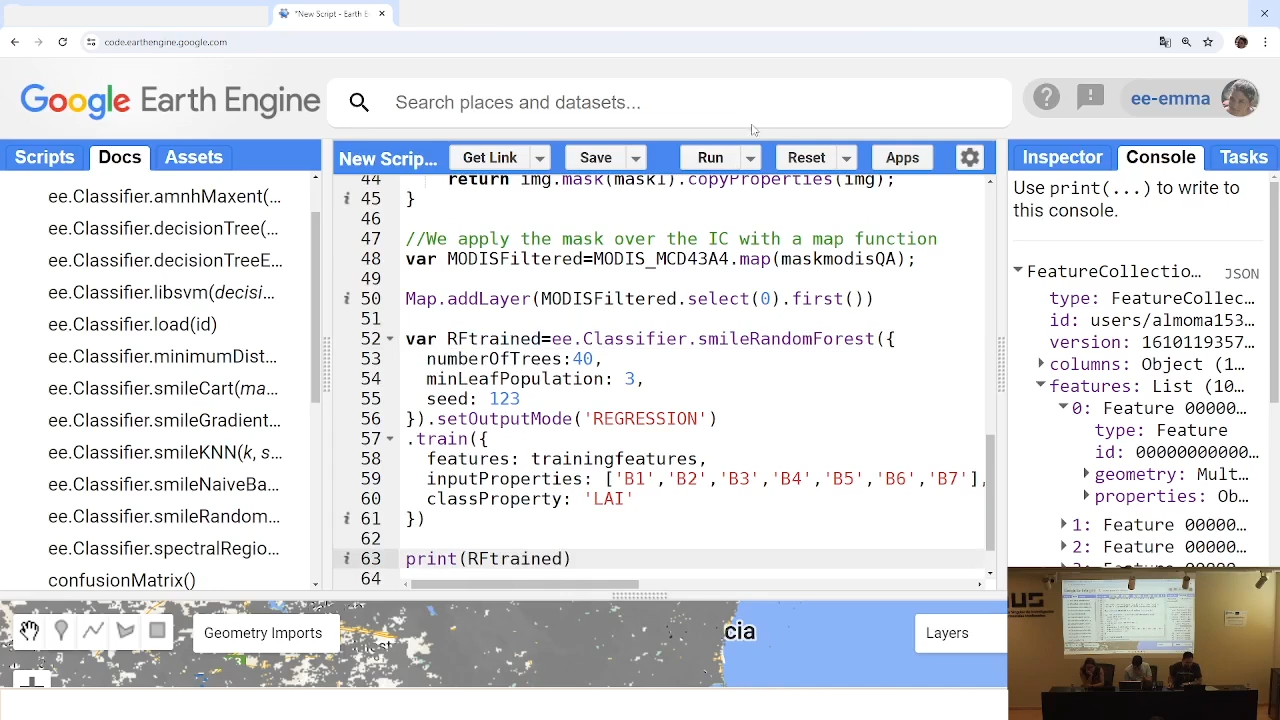 *New Script - Earth E
code.earthengine.google.com
Google Earth Engine
Search places and datasets...
ee-emma
Scripts Docs Assets
New Scrip... Get Link Save Run Reset Apps
Inspector Console Tasks
ee.Classifier.amnhMaxent(...
ee.Classifier.decisionTree(...
ee.Classifier.decisionTreeE...
ee.Classifier.libsvm(decisi...
ee.Classifier.load(id)
ee.Classifier.minimumDist...
ee.Classifier.smileCart(ma...
ee.Classifier.smileGradient...
ee.Classifier.smileKNN(k, s...
ee.Classifier.smileNaiveBa...
ee.Classifier.smileRandom...
ee.Classifier.spectralRegio...
confusionMatrix()
44 return img.mask(mask1).copyProperties(img);
i 45 }
46
47 //We apply the mask over the IC with a map function
48 var MODISFiltered=MODIS_MCD43A4.map(maskmodisQA);
49
i 50 Map.addLayer(MODISFiltered.select(0).first())
51
52 var RFtrained=ee.Classifier.smileRandomForest({
53 numberOfTrees:40,
54 minLeafPopulation: 3,
55 seed: 123
56 }).setOutputMode('REGRESSION')
57 .train({
58 features: trainingfeatures,
59 inputProperties: ['B1','B2','B3','B4','B5','B6','B7'],
60 classProperty: 'LAI'
i 61 })
62
i 63 print(RFtrained)
64
Use print(...) to write to
this console.
FeatureCollectio... JSON
type: FeatureCollec...
id: users/almoma153...
version: 1610119357...
columns: Object (1...
features: List (10...
0: Feature 00000...
type: Feature
id: 00000000000...
geometry: Mult...
properties: Ob...
1: Feature 00000...
2: Feature 00000...
Geometry Imports
cia
Layers